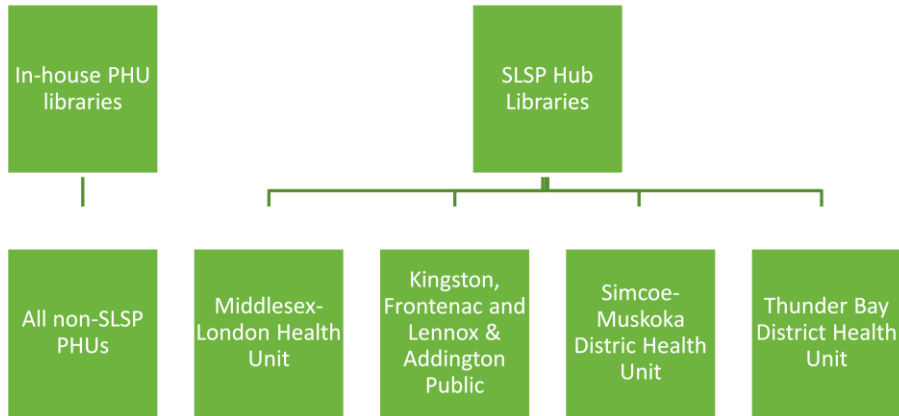 In-house PHU
libraries
SLSP Hub
Libraries
All non-SLSP
PHUs
Middlesex-
London Health
Unit
Kingston,
Frontenac and
Lennox &
Addington
Public
Simcoe-
Muskoka
Distric Health
Unit
Thunder Bay
District Health
Unit